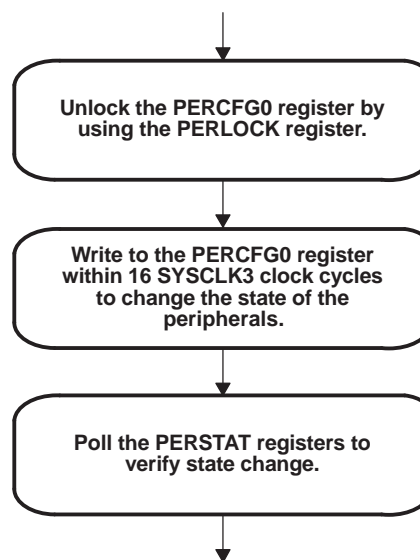 Unlock the PERCFG0 register by
using the PERLOCK register.
Write to the PERCFG0 register
within 16 SYSCLK3 clock cycles
to change the state of the
peripherals.
Poll the PERSTAT registers to
verify state change.